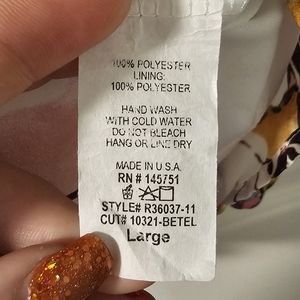 100% POLYESTER
LINING:
100% POLYESTER
HAND WASH
WITH COLD WATER
DO NOT BLEACH
HANG OR LINE DRY
MADE IN U.S.A.
RN # 145751
STYLE# R36037-11
CUT# 10321-BETEL
Large